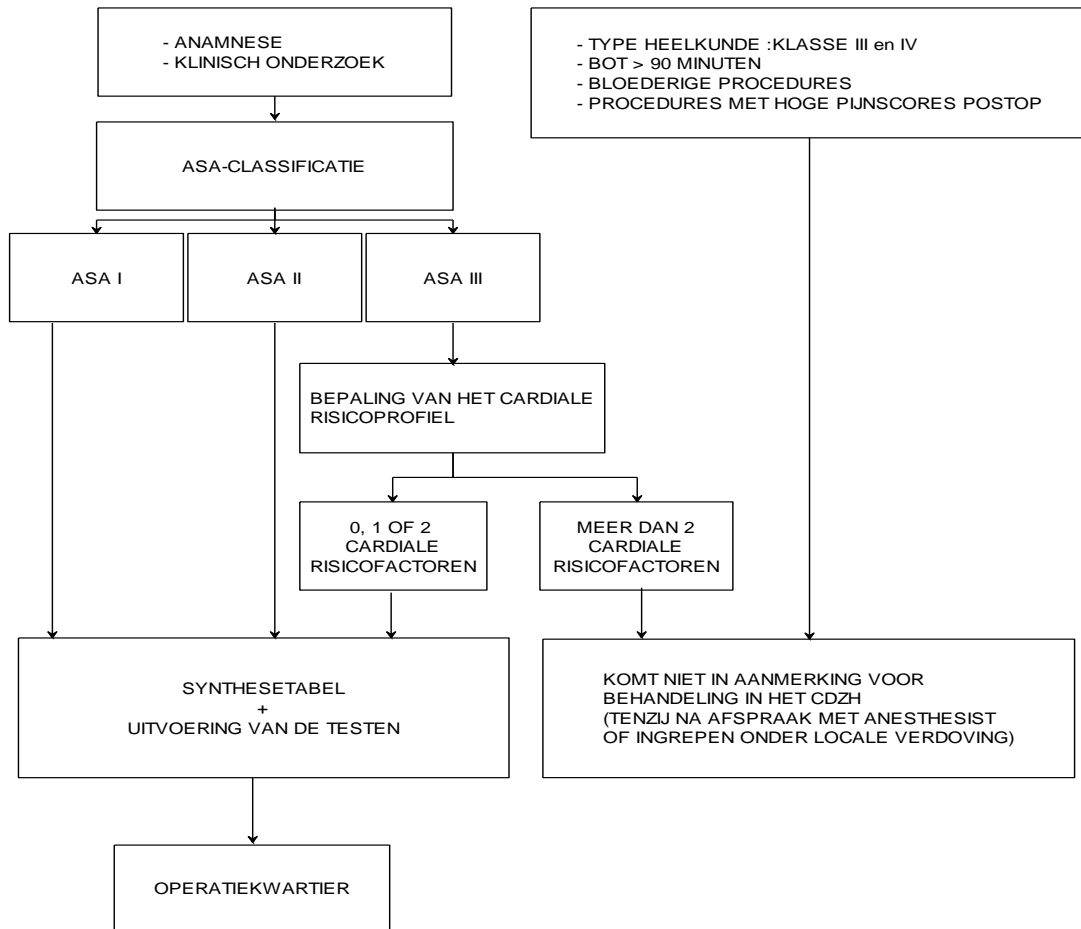 - ANAMNESE
- KLINISCH ONDERZOEK
- TYPE HEELKUNDE :KLASSE III en IV
- BOT > 90 MINUTEN
- BLOEDERIGE PROCEDURES
- PROCEDURES MET HOGE PIJNSCORES POSTOP
ASA-CLASSIFICATIE
ASA I
ASA II
ASA III
BEPALING VAN HET CARDIALE
RISICOPROFIEL
0, 1 OF 2
CARDIALE
RISICOFACTOREN
MEER DAN 2
CARDIALE
RISICOFACTOREN
SYNTHESETABEL
+
UITVOERING VAN DE TESTEN
KOMT NIET IN AANMERKING VOOR
BEHANDELING IN HET CDZH
(TENZIJ NA AFSPRAAK MET ANESTHESIST
OF INGREPEN ONDER LOCALE VERDOVING)
OPERATIEKWARTIER